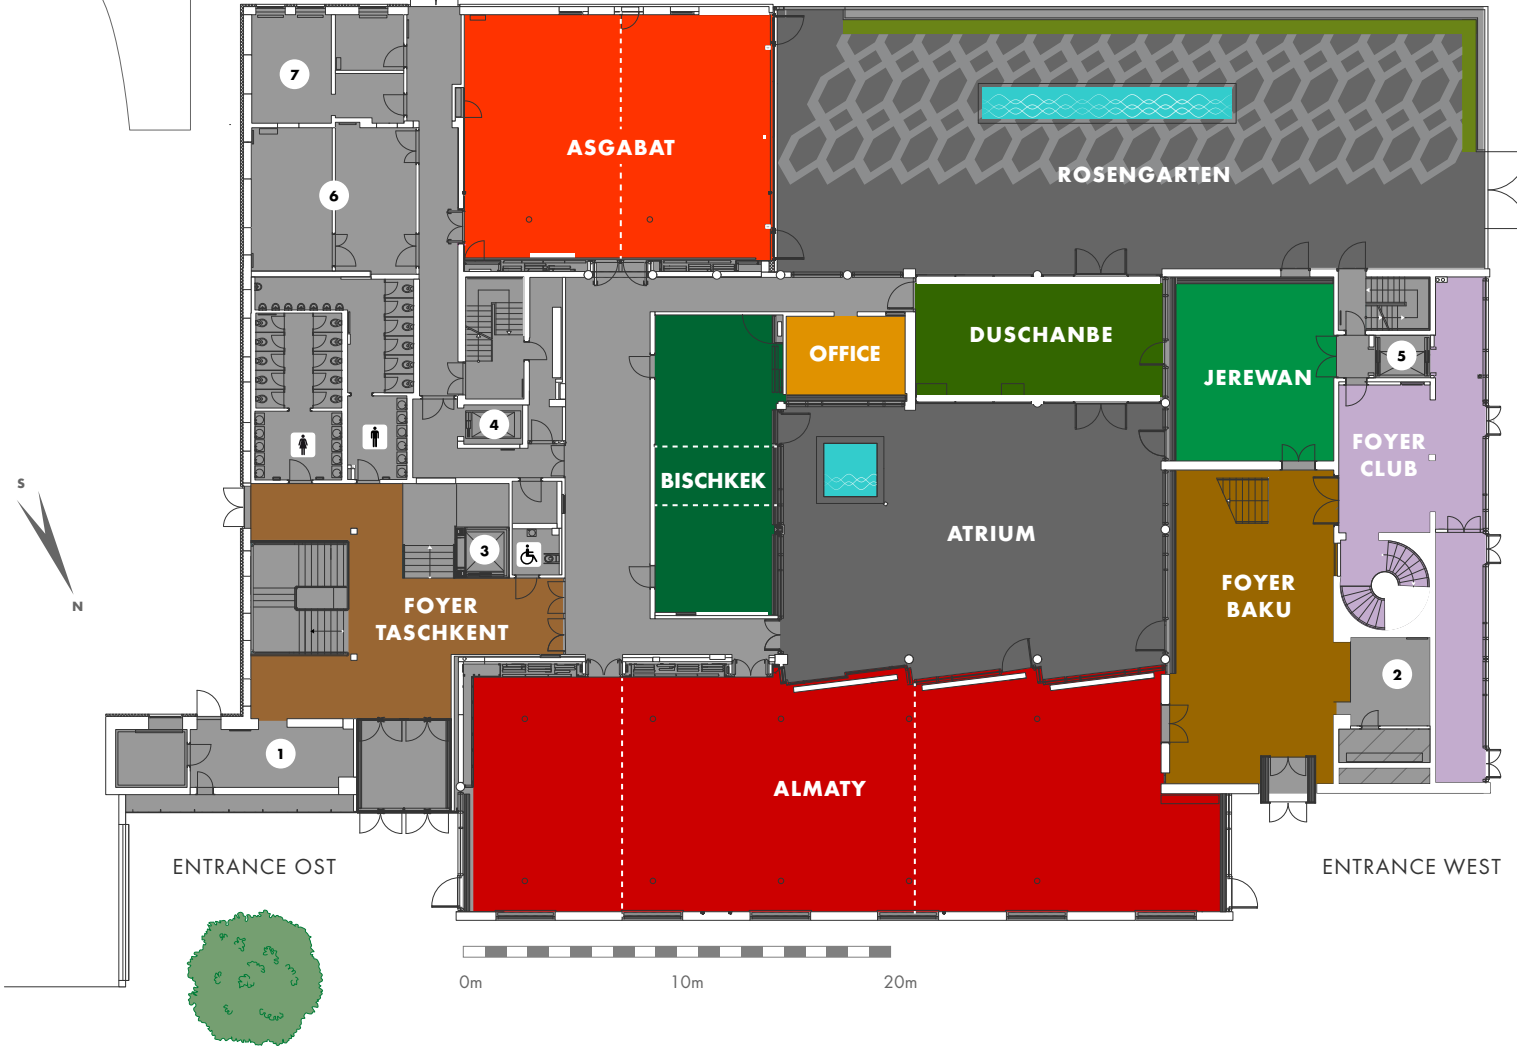 7
ASGABAT
ROSENGARTEN
6
DUSCHANBE
OFFICE
5
JEREWAN
4
FOYER
CLUB
BISCHKEK
S
ATRIUM
3
FOYER
BAKU
N
FOYER
TASCHKENT
2
1
ALMATY
ENTRANCE OST
ENTRANCE WEST
0m
10m
20m